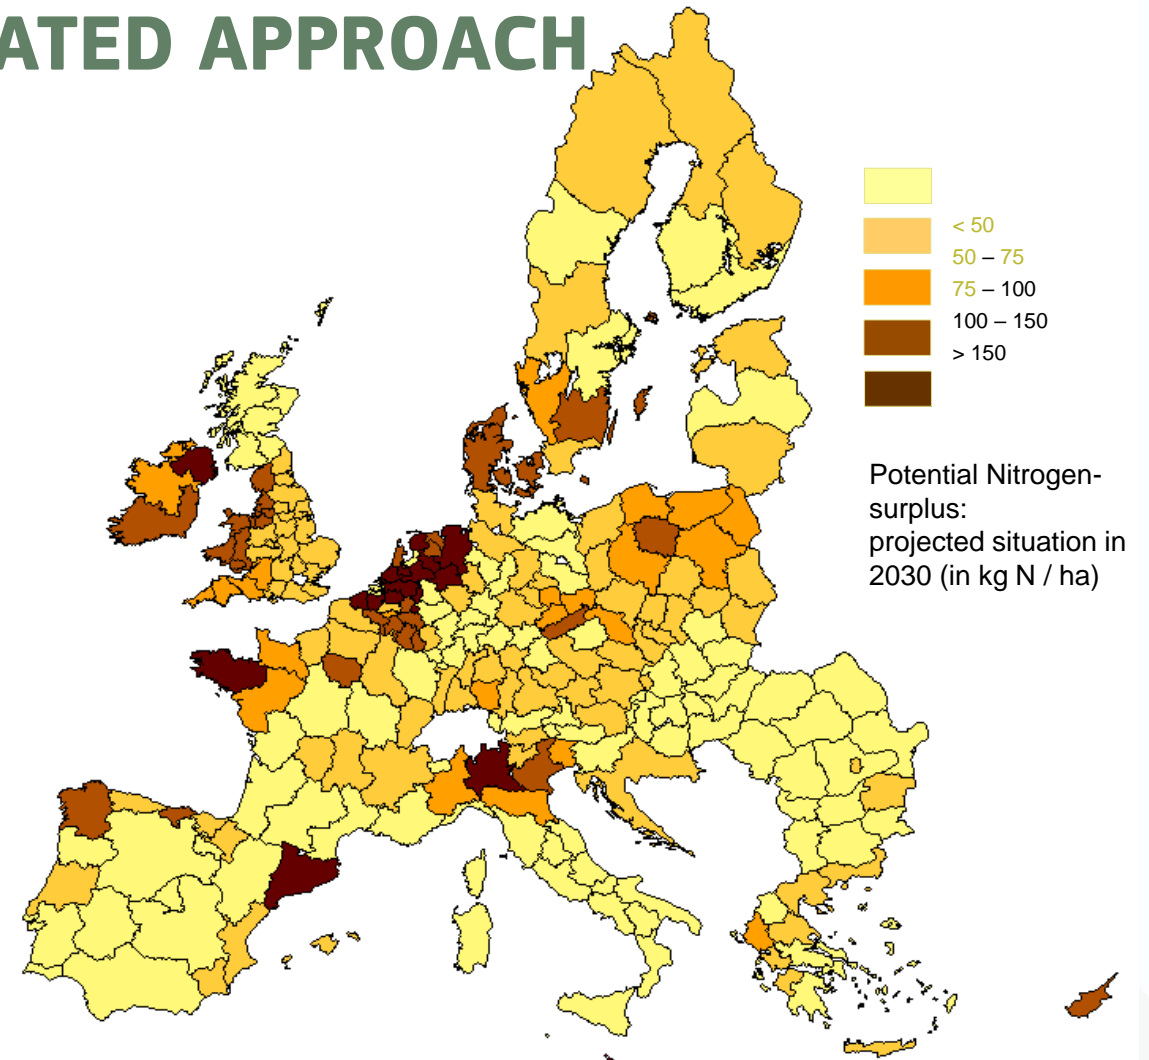 ATED APPROACH
< 50
50 – 75
75 – 100
100 – 150
> 150
Potential Nitrogen-
surplus:
projected situation in
2030 (in kg N / ha)